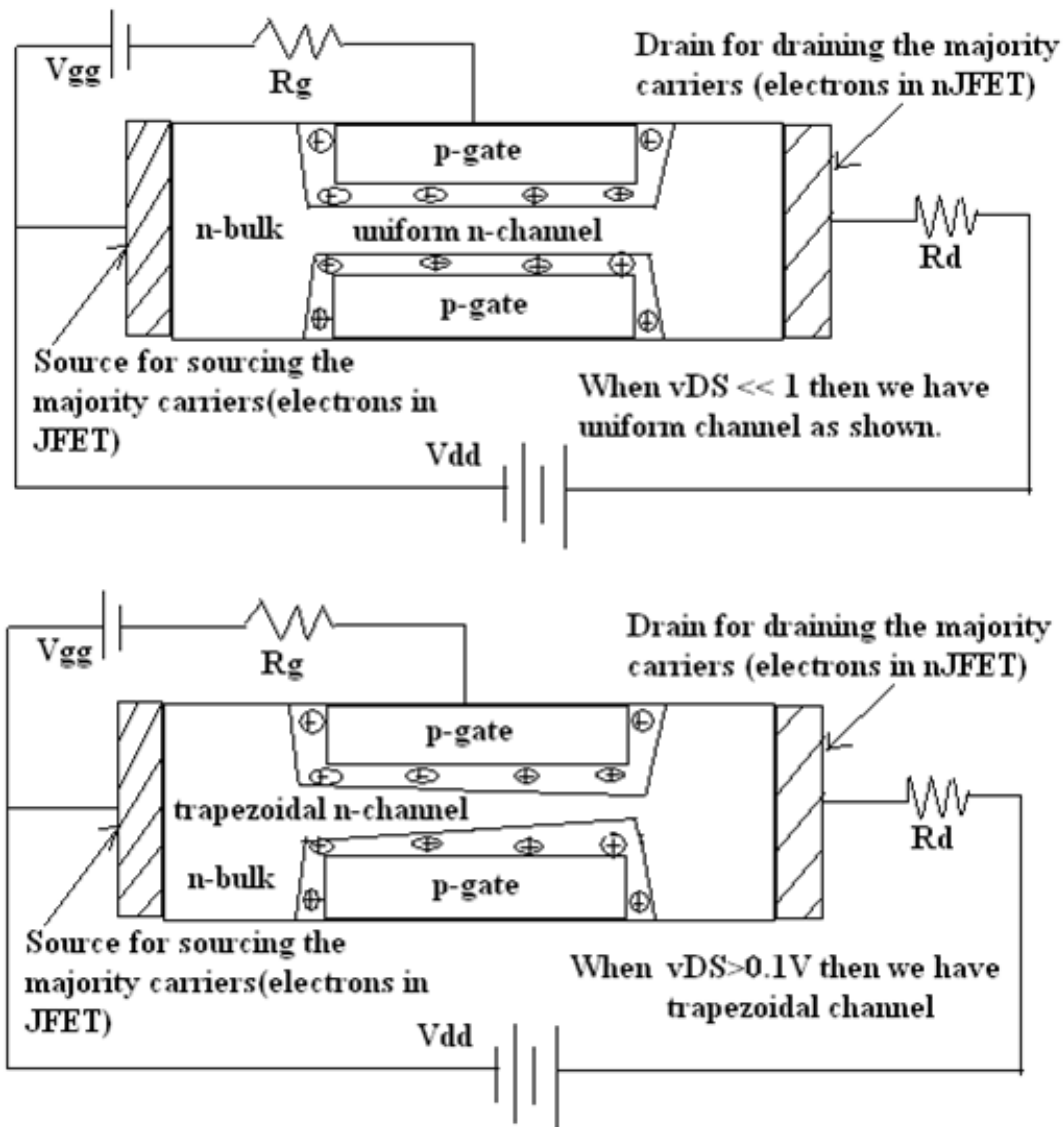 Vgg
Rg
Drain for draining the majority
carriers (electrons in nJFET)
p-gate
n-bulk
uniform n-channel
Rd
p-gate
Source for sourcing the
majority carriers(electrons in
JFET)
When vDS << 1 then we have
uniform channel as shown.
Vdd
Vgg
Rg
Drain for draining the majority
carriers (electrons in nJFET)
p-gate
trapezoidal n-channel
Rd
n-bulk
p-gate
Source for sourcing the
majority carriers(electrons in
JFET)
When vDS>0.1V then we have
trapezoidal channel
Vdd